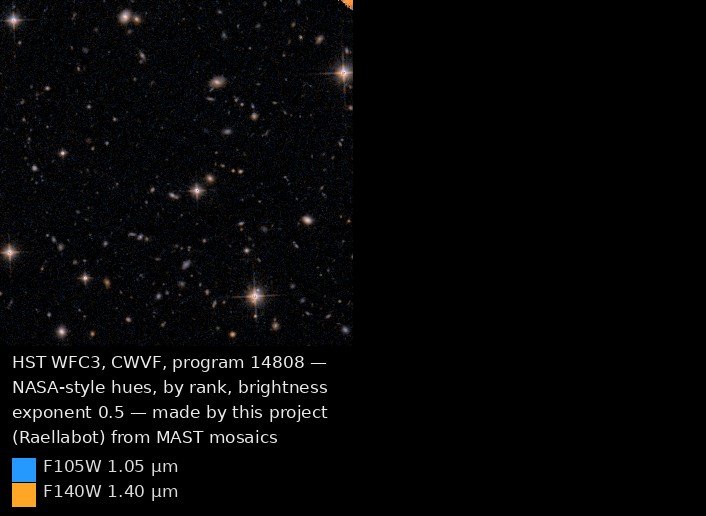 HST WFC3, CWVF, program 14808 —
NASA-style hues, by rank, brightness
exponent 0.5 — made by this project
(Raellabot) from MAST mosaics
F105W 1.05 µm
F140W 1.40 µm